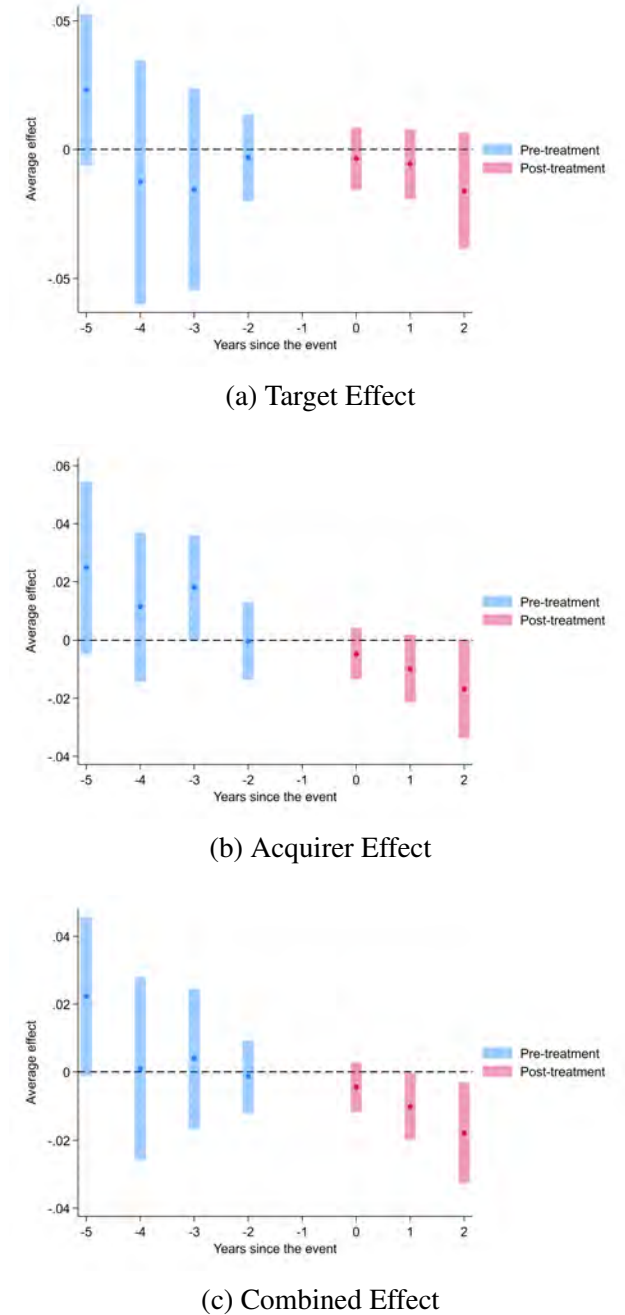 .05
0
-.05
Average effect
-5 -4 -3 -2 -1 0 1 2
Years since the event
Pre-treatment
Post-treatment
(a) Target Effect
.06
.04
.02
0
-.02
-.04
Average effect
-5 -4 -3 -2 -1 0 1 2
Years since the event
Pre-treatment
Post-treatment
(b) Acquirer Effect
.04
.02
0
-.02
-.04
Average effect
-5 -4 -3 -2 -1 0 1 2
Years since the event
Pre-treatment
Post-treatment
(c) Combined Effect